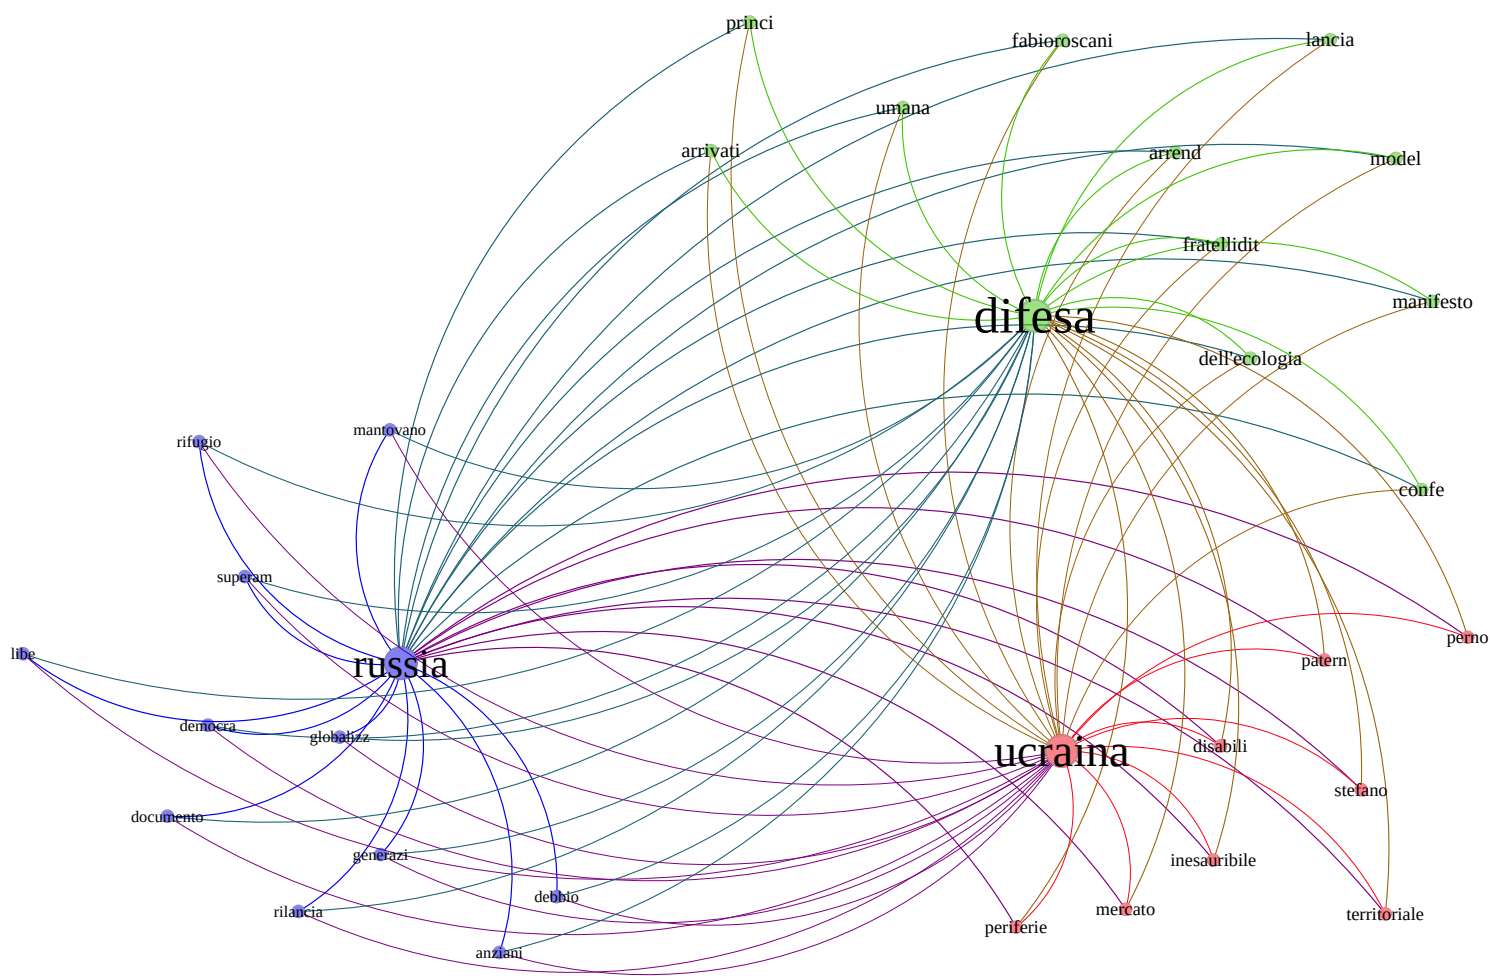 princi
fabioroscani
lancia
umana
arrivati
arrend
model
fratellidit
manifesto
difesa
dell'ecologia
mantovano
rifugio
confe
superam
perno
libe
russia
patern
democra
globalizz
disabili
ucraina
stefano
documento
generazi
inesauribile
debbio
mercato
rilancia
territoriale
periferie
anziani